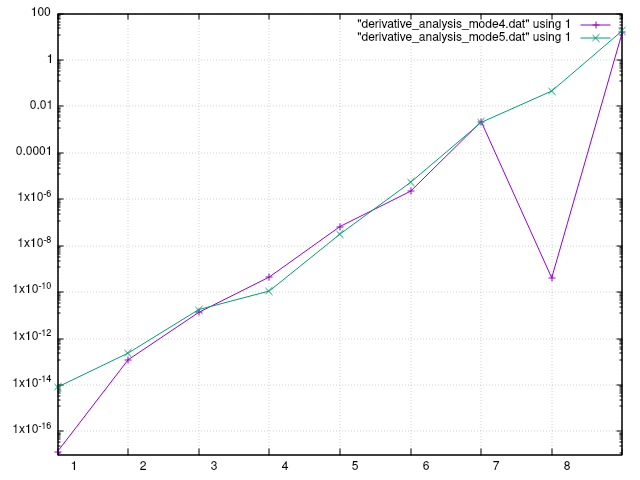 100
"derivative_analysis_mode4.dat" using 1
"derivative_analysis_mode5.dat" using 1
1
0.01
0.0001
1x10-6
1x10-8
1x10-10
1x10-12
1x10-14
1x10-16
1 2 3 4 5 6 7 8